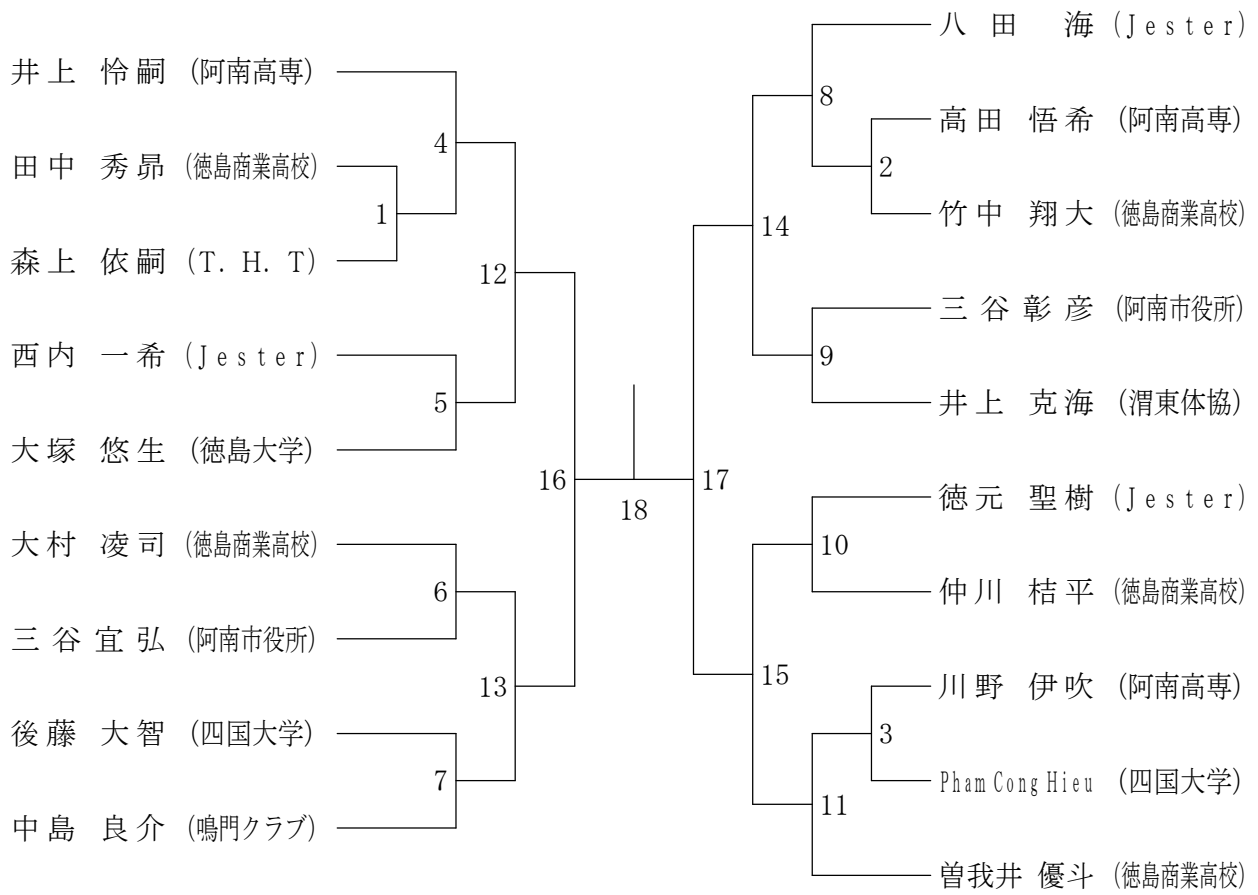 井上 怜嗣 (阿南高専)
田中 秀昴 (徳島商業高校)
森上 依嗣 (T. H. T)
西内 一希 (Jester)
大塚 悠生 (徳島大学)
大村 凌司 (徳島商業高校)
三谷 宜弘 (阿南市役所)
後藤 大智 (四国大学)
中島 良介 (鳴門クラブ)
4
1
12
5
16
6
13
7
18
八田 海 (Jester)
高田 悟希 (阿南高専)
竹中 翔大 (徳島商業高校)
三谷 彰彦 (阿南市役所)
井上 克海 (渭東体協)
徳元 聖樹 (Jester)
仲川 桔平 (徳島商業高校)
川野 伊吹 (阿南高専)
Pham Cong Hieu (四国大学)
曽我井 優斗 (徳島商業高校)
8
2
14
9
17
10
15
3
11